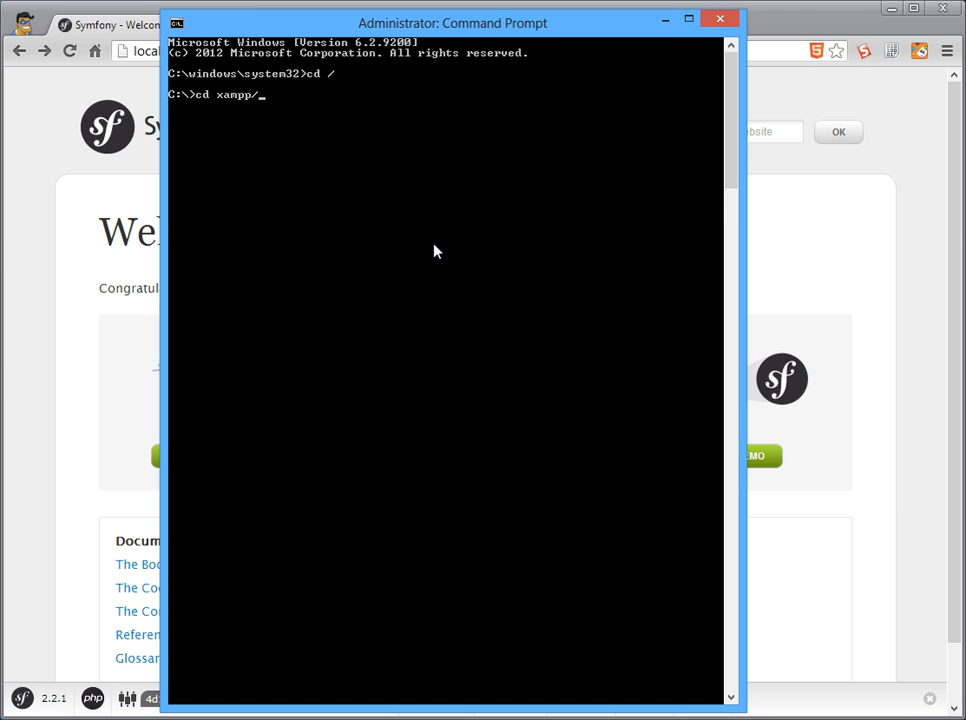 Symfony - Welcon
Administrator: Command Prompt
local
Microsoft Windows [Version 6.2.9200]
(c) 2012 Microsoft Corporation. All rights reserved.
C:\windows\system32>cd /
C:\>cd xampp/_
Sy
ebsite
OK
Wel
Congratul
EMO
Docum
The Boo
The Coo
The Co
Referen
Glossar
2.2.1
php
4d